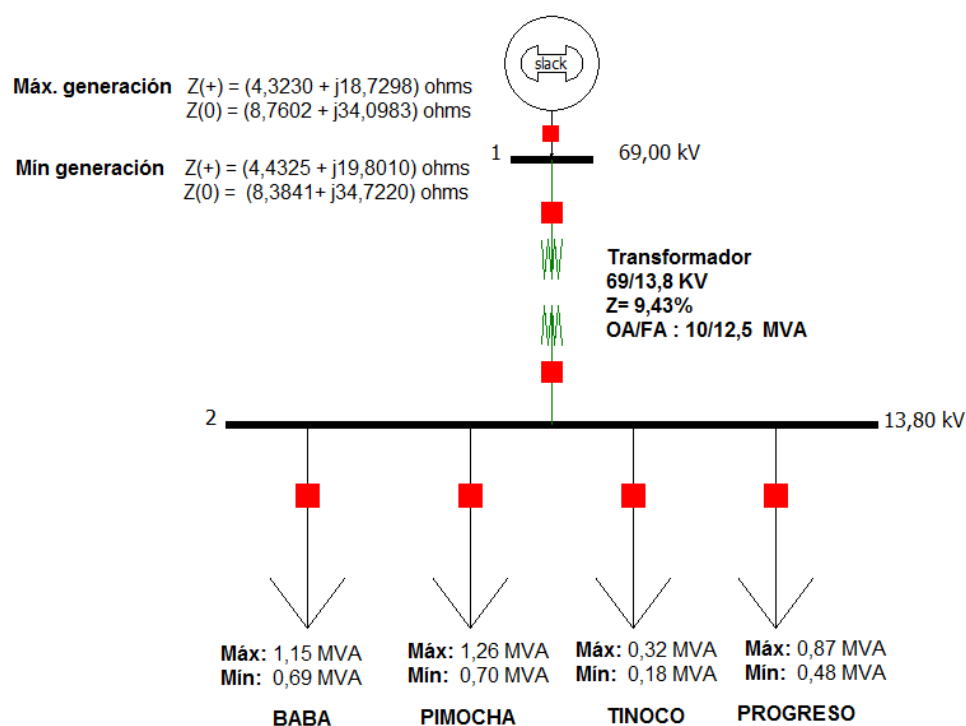 slack
Máx. generación Z(+) = (4,3230 + j18,7298) ohms
Z(0) = (8,7602 + j34,0983) ohms
1 69,00 kV
Mín generación Z(+) = (4,4325 + j19,8010) ohms
Z(0) = (8,3841+ j34,7220) ohms
Transformador
69/13,8 KV
Z= 9,43%
OA/FA : 10/12,5 MVA
2 13,80 kV
Máx: 1,15 MVA
Mín: 0,69 MVA
BABA
Máx: 1,26 MVA
Mín: 0,70 MVA
PIMOCHA
Máx: 0,32 MVA
Mín: 0,18 MVA
TINOCO
Máx: 0,87 MVA
Mín: 0,48 MVA
PROGRESO